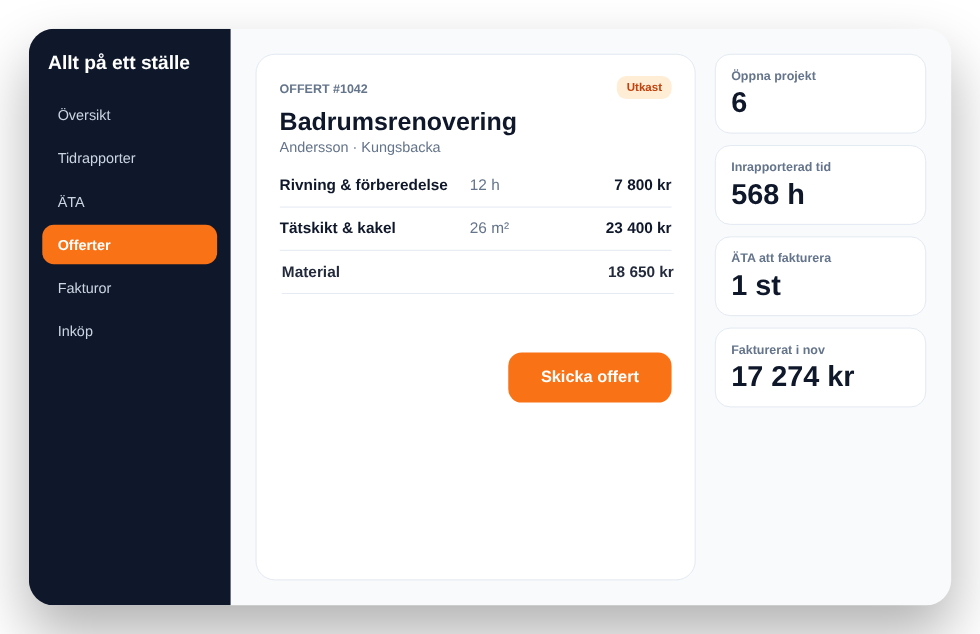 Allt på ett ställe
Översikt
Tidrapporter
ÄTA
Offerter
Fakturor
Inköp
OFFERT #1042
Utkast
Badrumsrenovering
Andersson · Kungsbacka
Rivning & förberedelse 12 h 7 800 kr
Tätskikt & kakel 26 m² 23 400 kr
Material 18 650 kr
Skicka offert
Öppna projekt
6
Inrapporterad tid
568 h
ÄTA att fakturera
1 st
Fakturerat i nov
17 274 kr